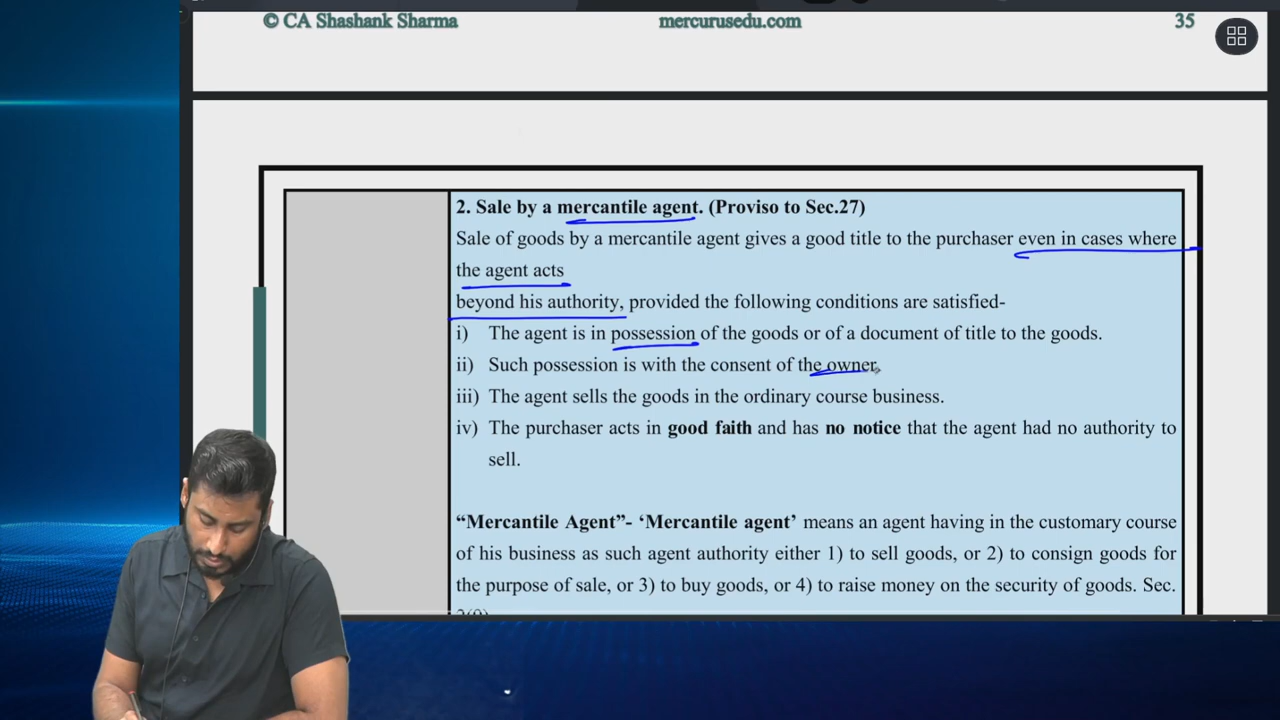 © CA Shashank Sharma mercurusedu.com 35
2. Sale by a mercantile agent. (Proviso to Sec.27)
Sale of goods by a mercantile agent gives a good title to the purchaser even in cases where
the agent acts
beyond his authority, provided the following conditions are satisfied-
i) The agent is in possession of the goods or of a document of title to the goods.
ii) Such possession is with the consent of the owner.
iii) The agent sells the goods in the ordinary course business.
iv) The purchaser acts in good faith and has no notice that the agent had no authority to
sell.
“Mercantile Agent”- ‘Mercantile agent’ means an agent having in the customary course
of his business as such agent authority either 1) to sell goods, or 2) to consign goods for
the purpose of sale, or 3) to buy goods, or 4) to raise money on the security of goods. Sec.